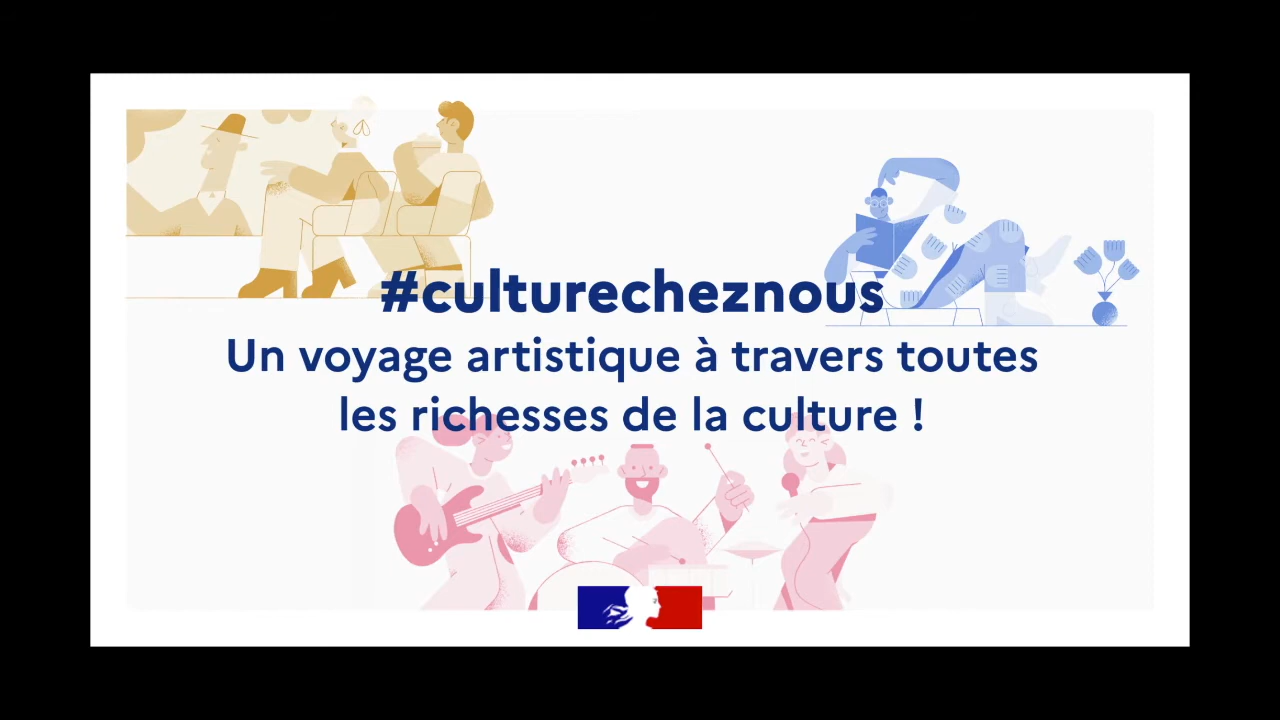 #culturecheznous
Un voyage artistique à travers toutes
les richesses de la culture !